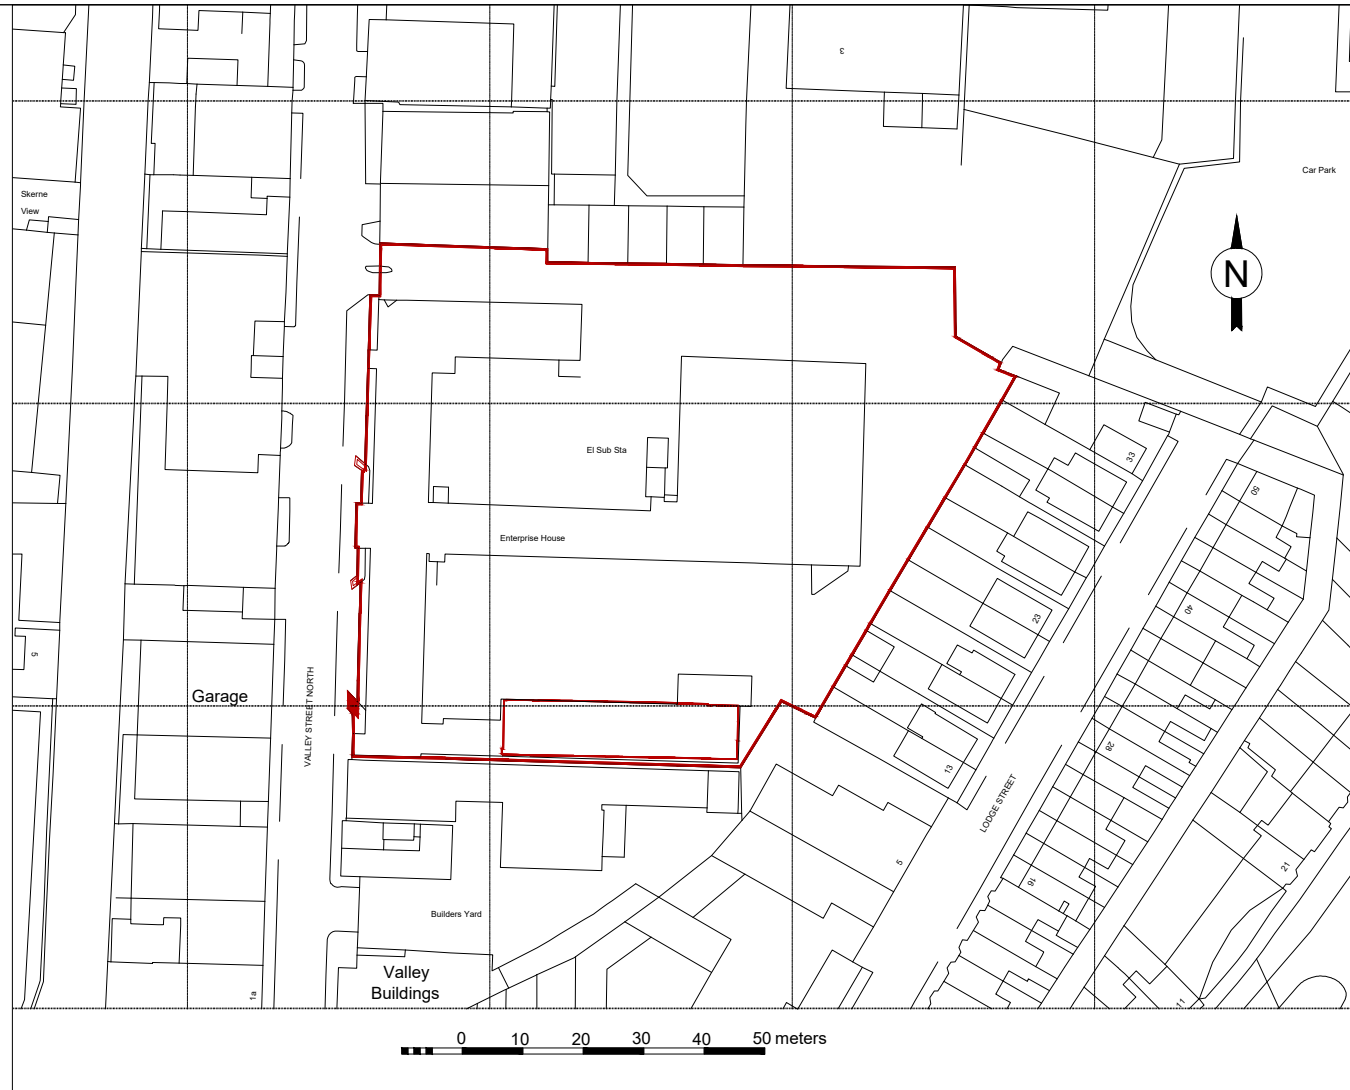 3
Car Park
Skerne
View
N
33
El Sub Sta
50
Enterprise House
40
23
5
Garage
VALLEY STREET NORTH
28
13
LODGE STREET
5
21
16
Builders Yard
Valley
Buildings
1a
11
0 10 20 30 40 50 meters